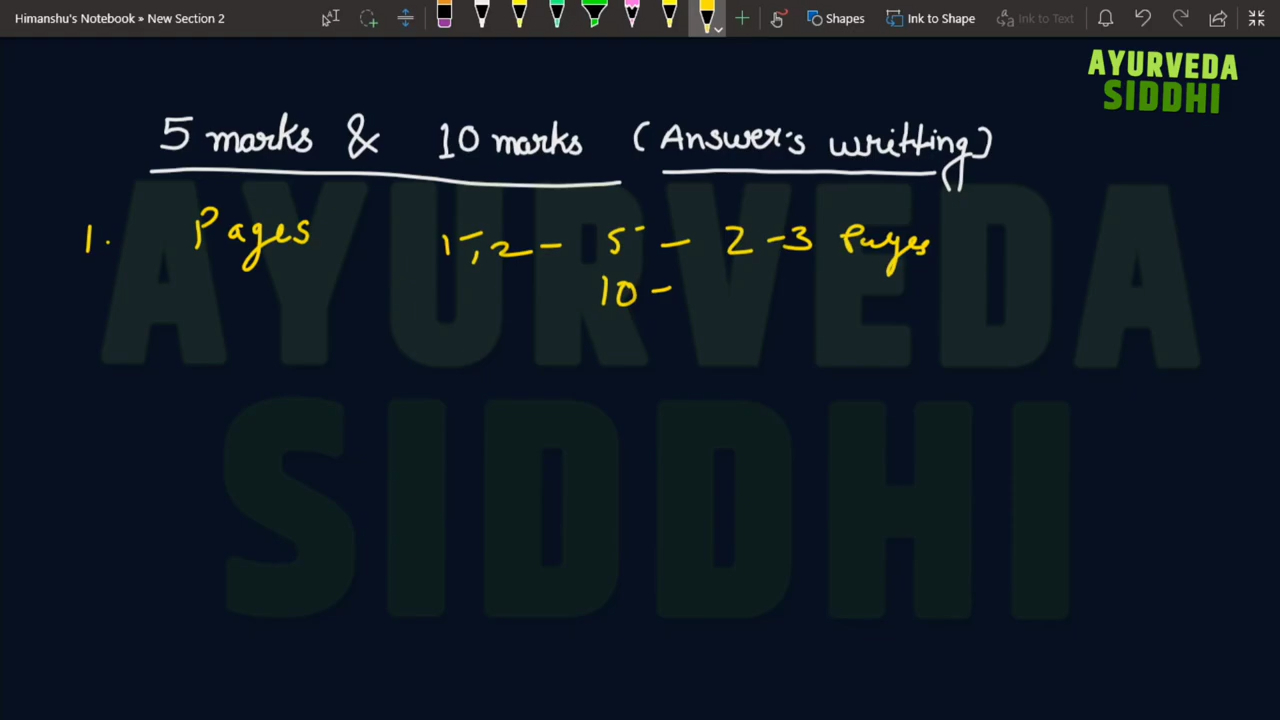 Himanshu's Notebook » New Section 2
Shapes
Ink to Shape
Ink to Text
AYURVEDA
SIDDHI
5 marks & 10 marks (Answer's writting)
1. Pages 1-, 2 - 5 - 2-3 Pages
10 -
AYURVEDA
SIDDHI